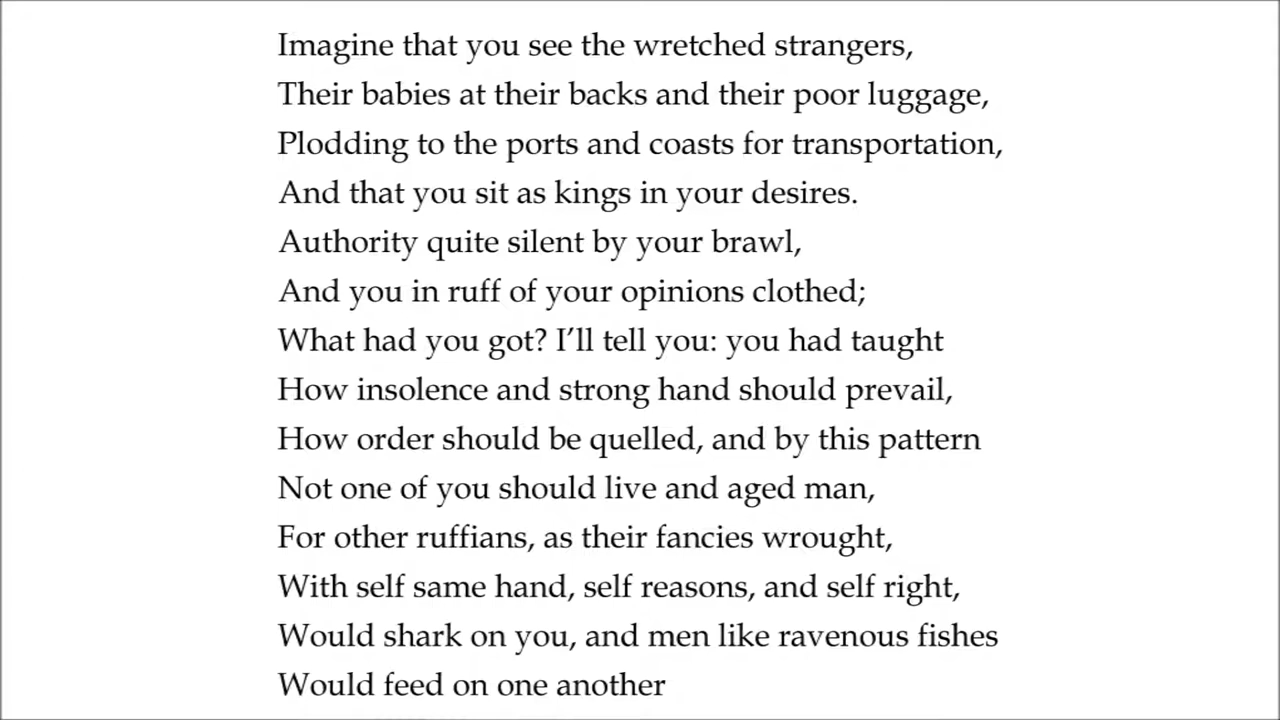 Imagine that you see the wretched strangers,
Their babies at their backs and their poor luggage,
Plodding to the ports and coasts for transportation,
And that you sit as kings in your desires.
Authority quite silent by your brawl,
And you in ruff of your opinions clothed;
What had you got? I’ll tell you: you had taught
How insolence and strong hand should prevail,
How order should be quelled, and by this pattern
Not one of you should live and aged man,
For other ruffians, as their fancies wrought,
With self same hand, self reasons, and self right,
Would shark on you, and men like ravenous fishes
Would feed on one another